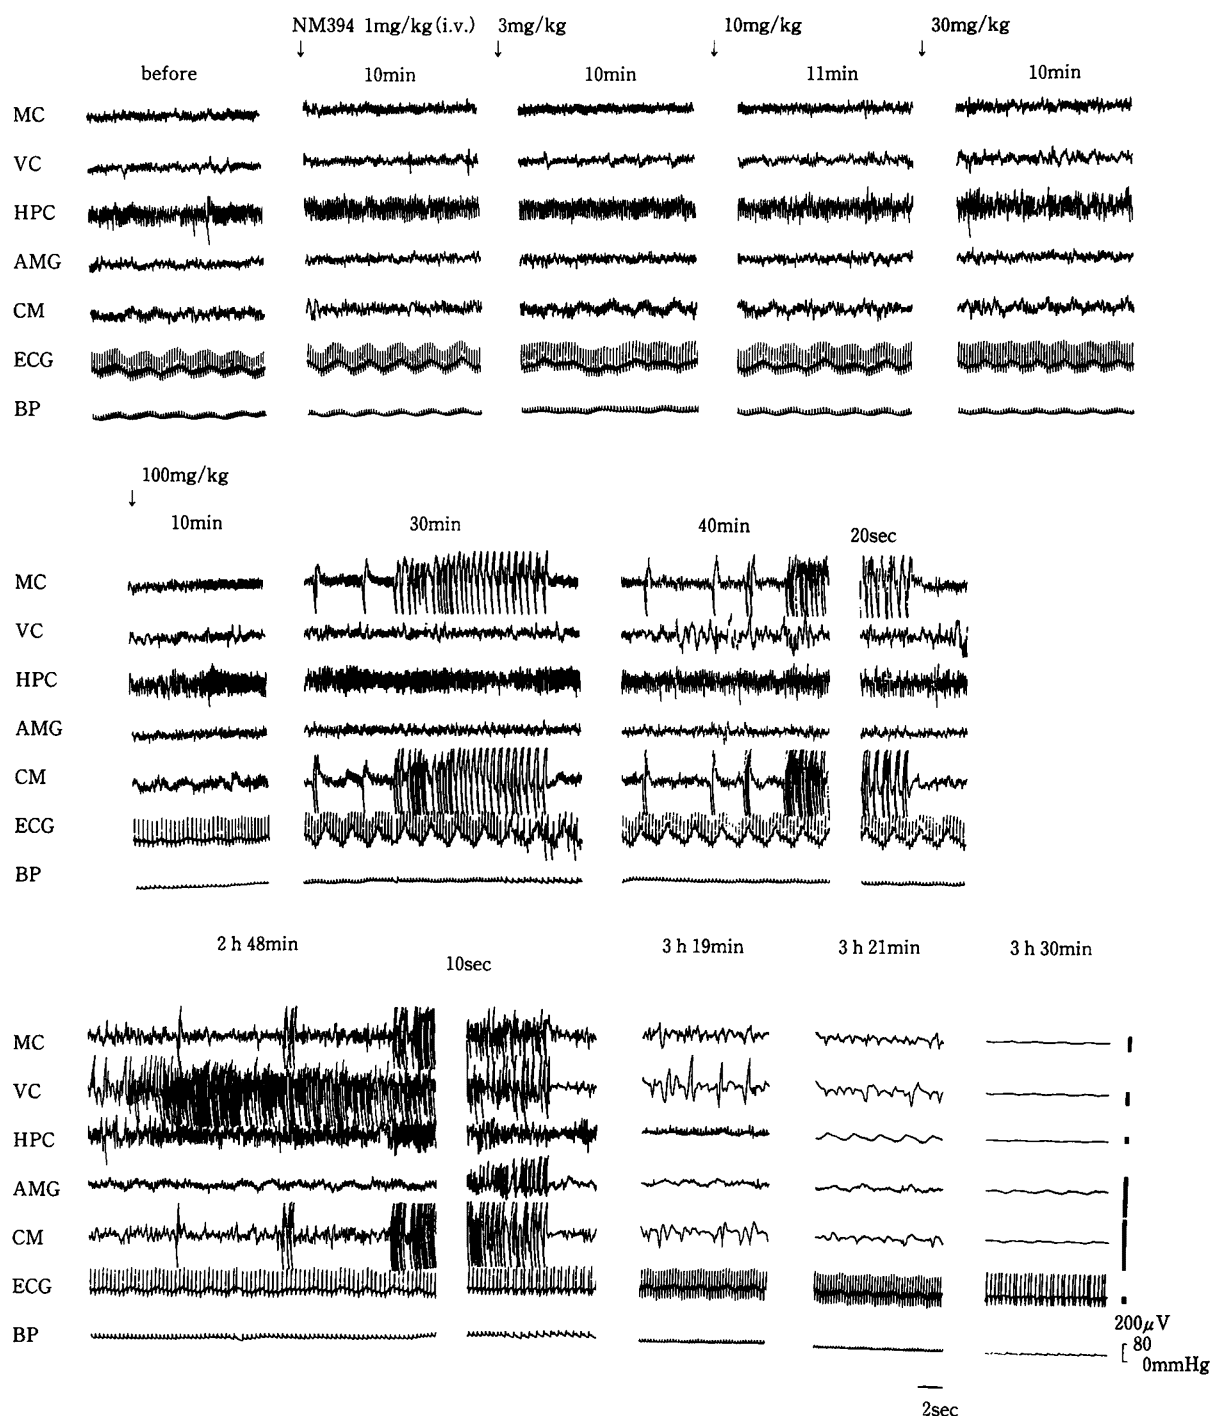 NM394 1mg/kg (i.v.) 3mg/kg 10mg/kg 30mg/kg
↓ ↓ ↓ ↓
before 10min 10min 11min 10min
MC
VC
HPC
AMG
CM
ECG
BP
100mg/kg
↓
10min 30min 40min 20sec
MC
VC
HPC
AMG
CM
ECG
BP
2 h 48min 10sec 3 h 19min 3 h 21min 3 h 30min
MC
VC
HPC
AMG
CM
ECG
200μV
BP 80
0mmHg
2sec